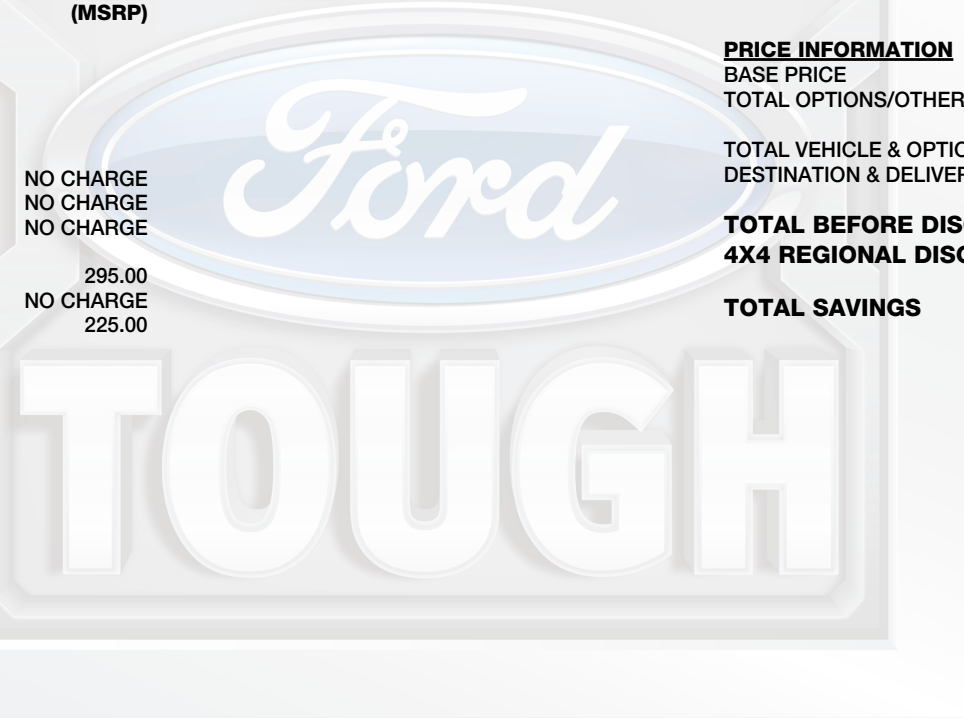 (MSRP)
NO CHARGE
NO CHARGE
NO CHARGE
295.00
NO CHARGE
225.00
Ford
TOUGH
PRICE INFORMATION
BASE PRICE
TOTAL OPTIONS/OTHER
TOTAL VEHICLE & OPTIO
DESTINATION & DELIVER
TOTAL BEFORE DISC
4X4 REGIONAL DISC
TOTAL SAVINGS